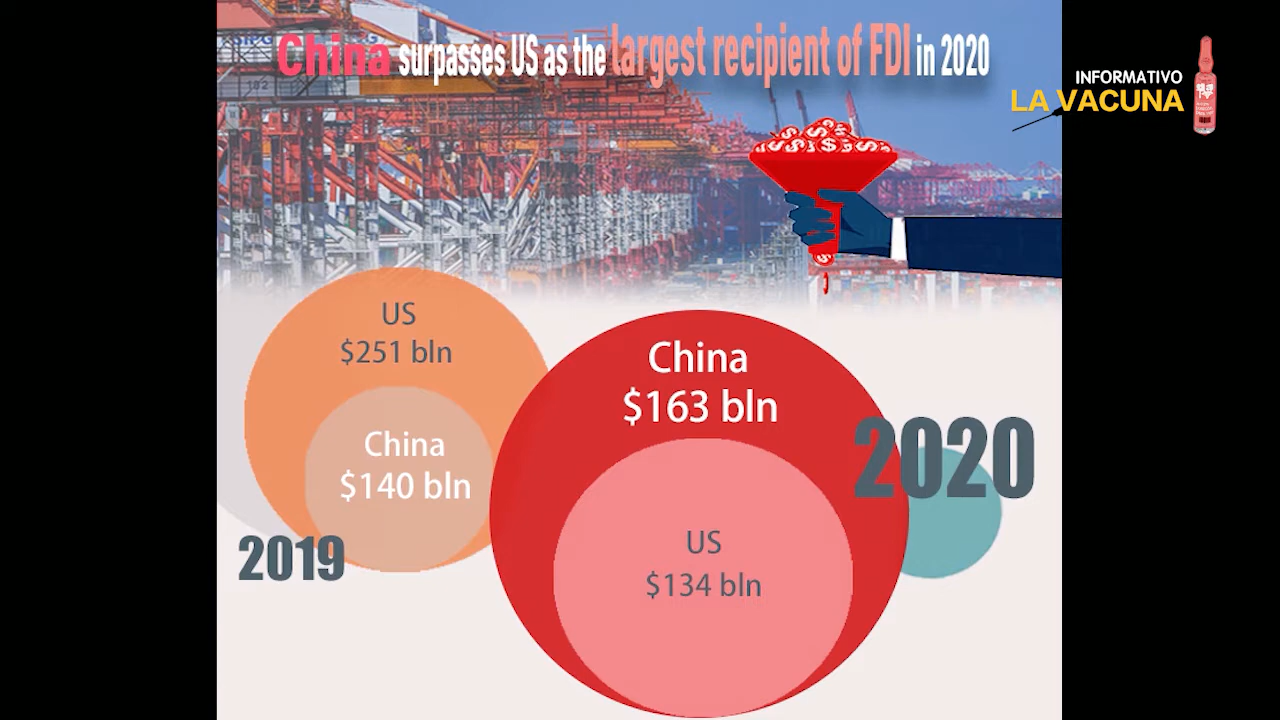 China surpasses US as the largest recipient of FDI in 2020
INFORMATIVO
LA VACUNA
US
$251 bln
China
$140 bln
2019
China
$163 bln
US
$134 bln
2020